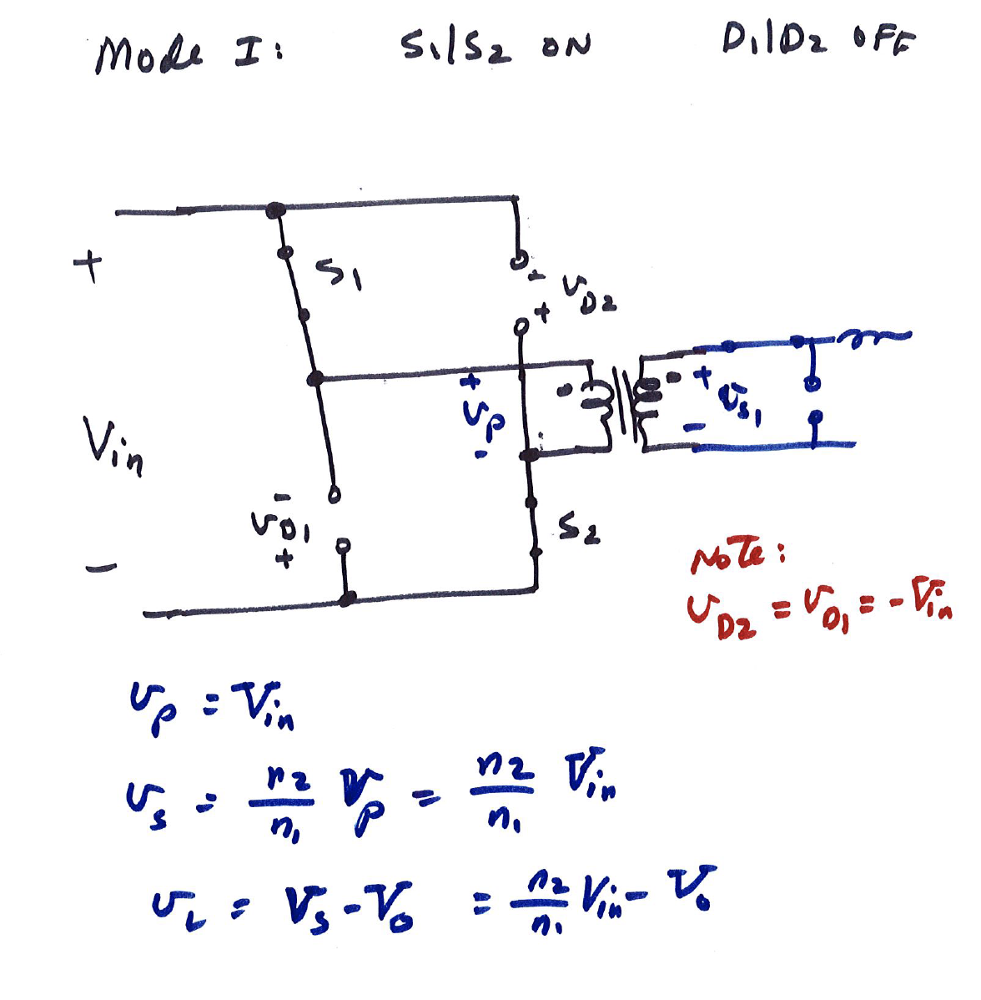 Mode I: S1/S2 ON D1/D2 OFF
+
S1
-
vD2
+
+
vp
-
+
vs1
-
Vin
-
vD1
+
S2
-
Note:
vD2 = vD1 = - Vin
vp = Vin
vs = n2/n1 Vp = n2/n1 Vin
vL = Vs - Vo = n2/n1 Vin - Vo